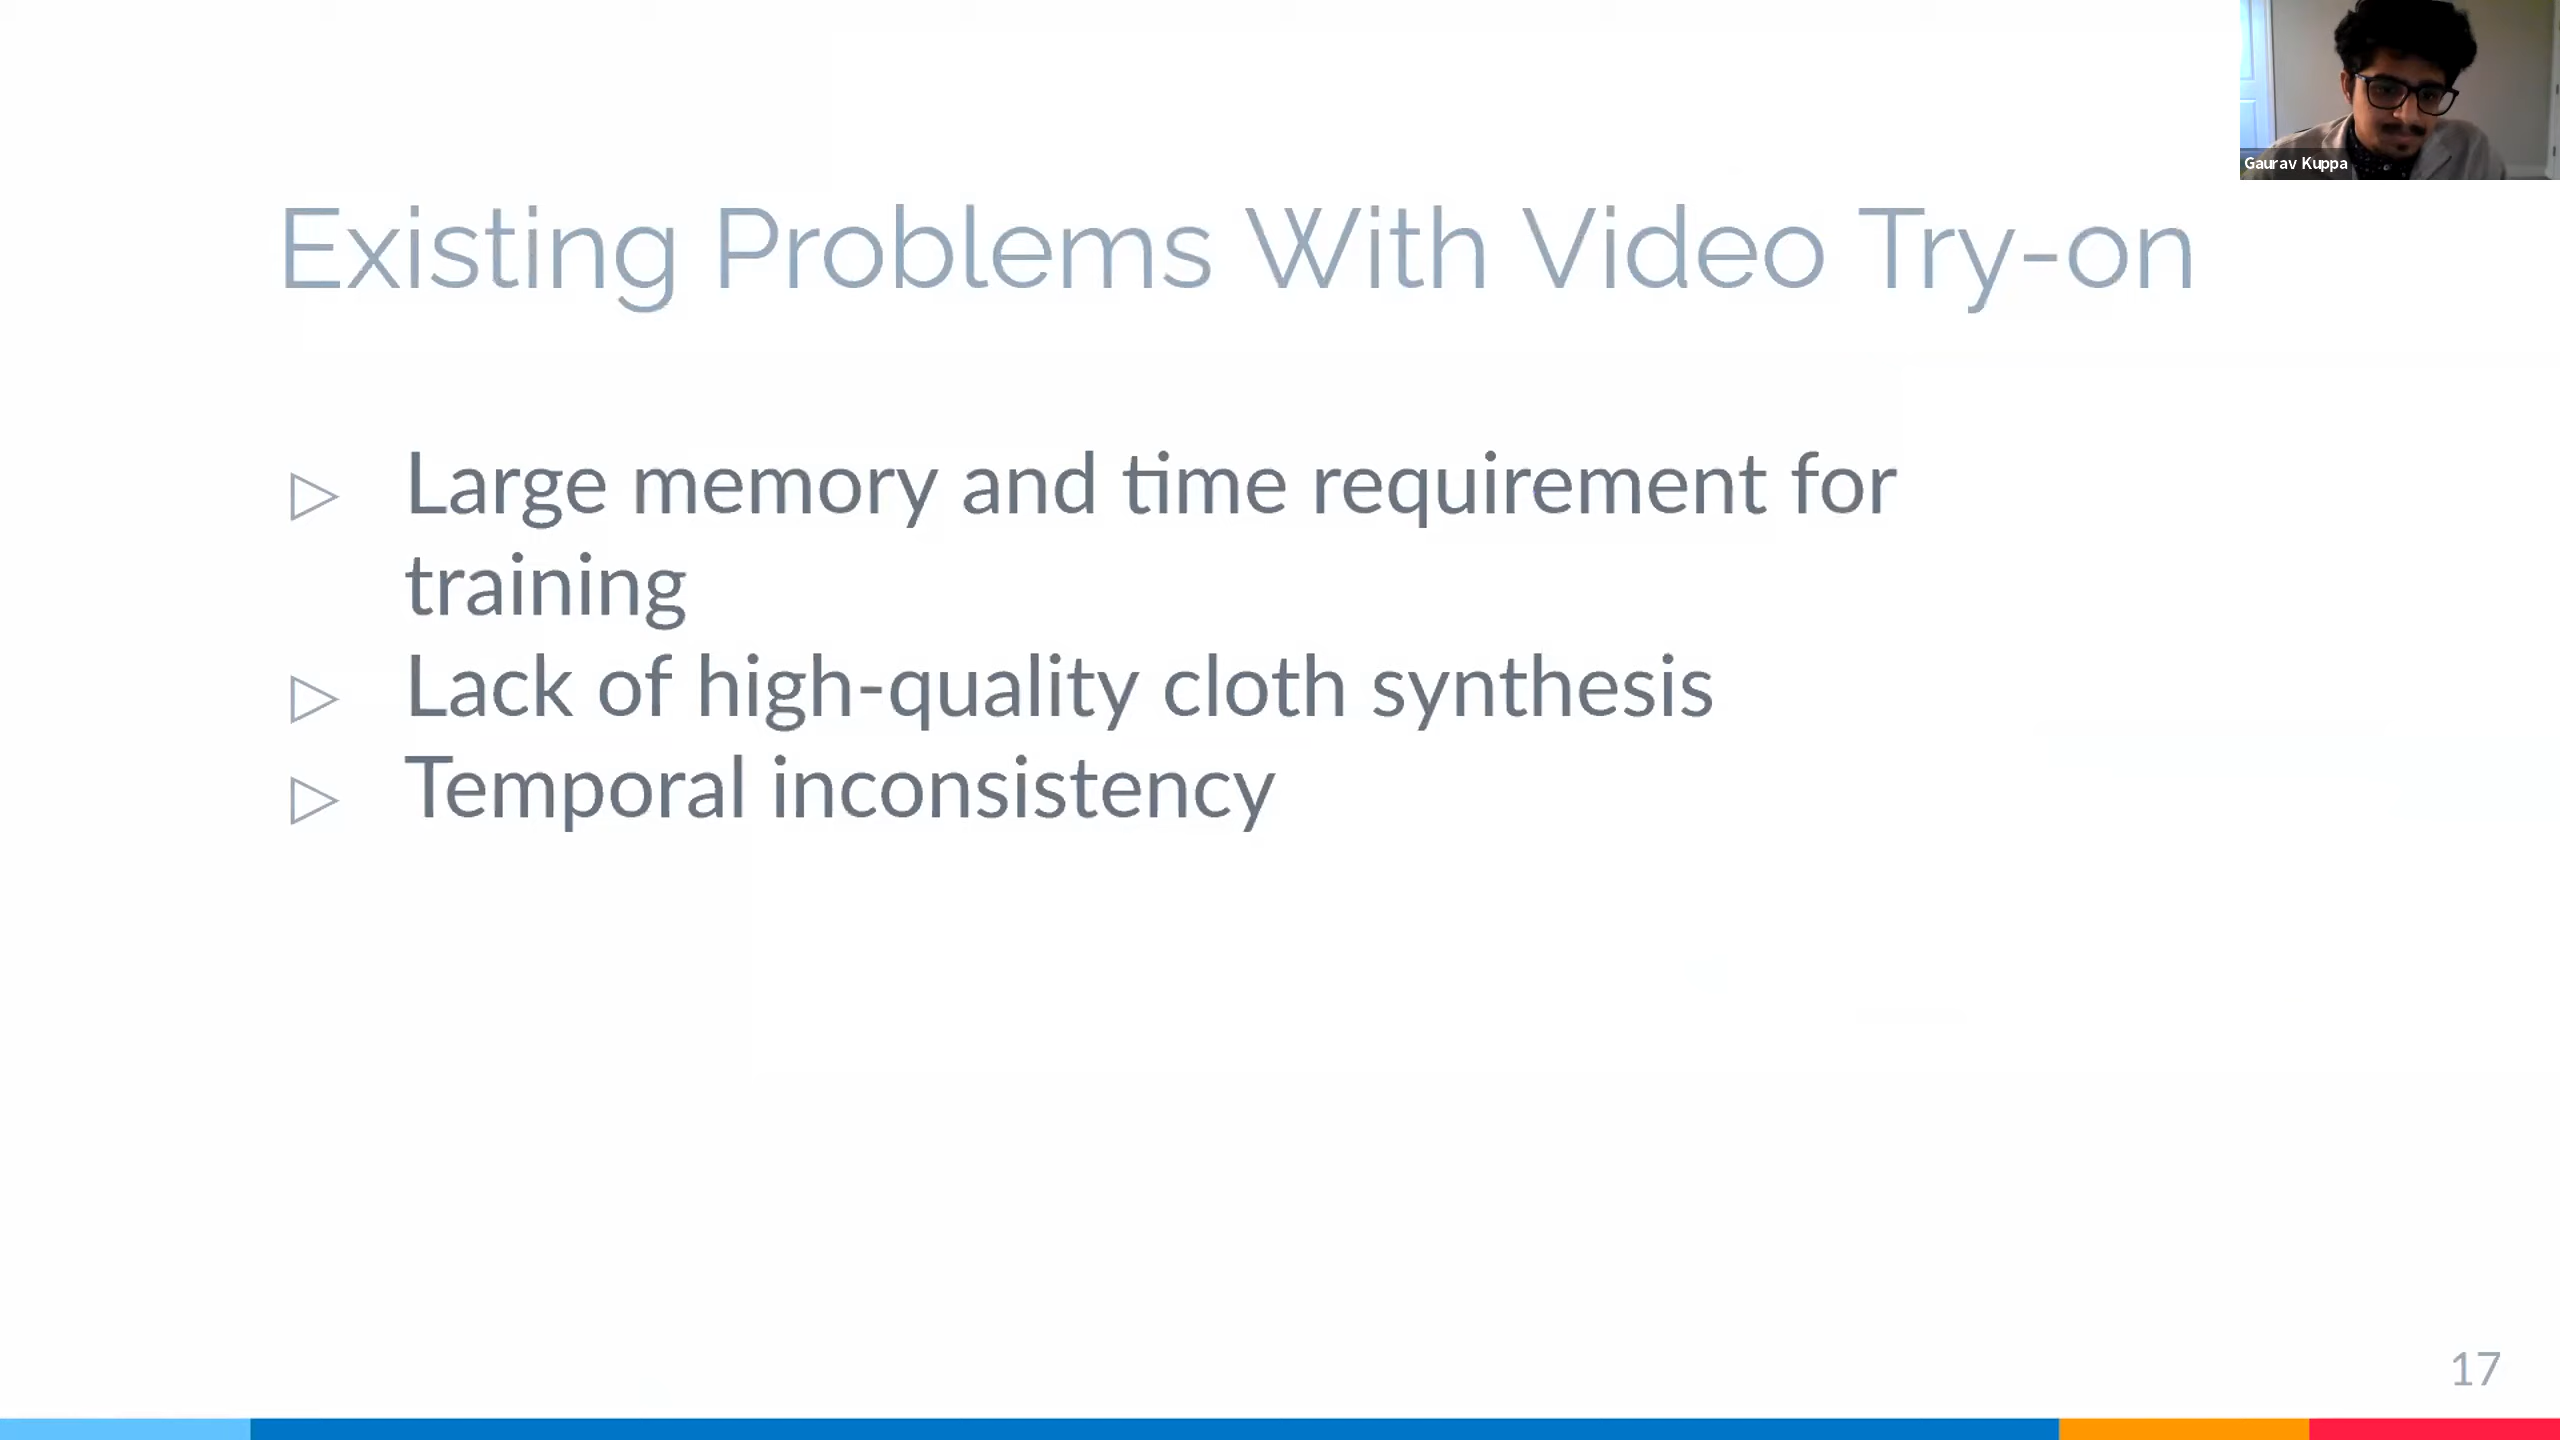 Gaurav Kuppa
Existing Problems With Video Try-on
▷ Large memory and time requirement for
training
▷ Lack of high-quality cloth synthesis
▷ Temporal inconsistency
17